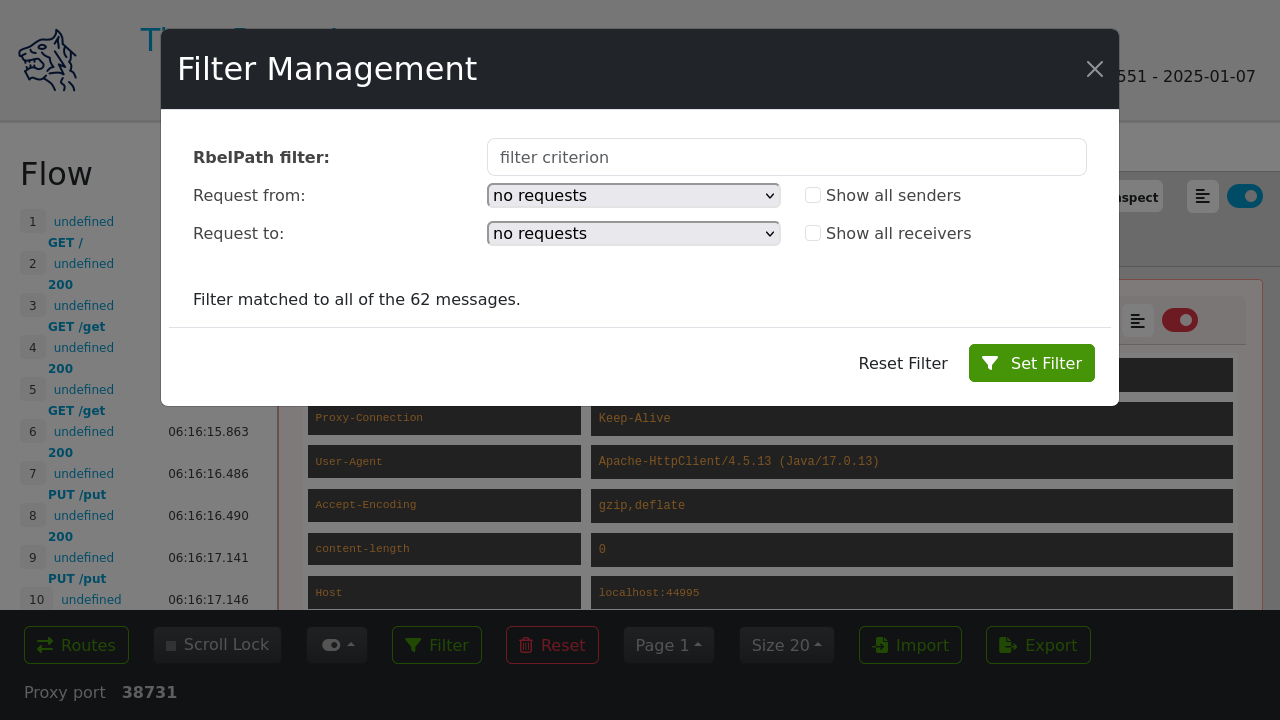 551 - 2025-01-07
Filter Management
RbelPath filter: filter criterion
Request from: no requests Show all senders
Request to: no requests Show all receivers
Filter matched to all of the 62 messages.
Reset Filter Set Filter
Flow
1 undefined
GET /
2 undefined
200
3 undefined
GET /get
4 undefined
200
5 undefined
GET /get
6 undefined 06:16:15.863
200
7 undefined 06:16:16.486
PUT /put
8 undefined 06:16:16.490
200
9 undefined 06:16:17.141
PUT /put
10 undefined 06:16:17.146
Proxy-Connection Keep-Alive
User-Agent Apache-HttpClient/4.5.13 (Java/17.0.13)
Accept-Encoding gzip,deflate
content-length 0
Host localhost:44995
Routes Scroll Lock Filter Reset Page 1 Size 20 Import Export
Proxy port 38731